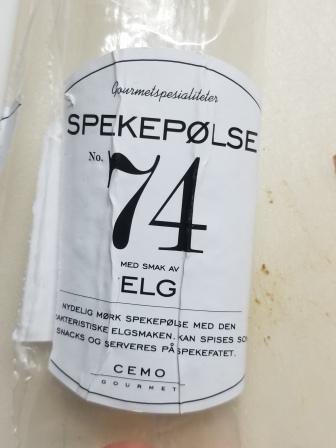 Gourmetspesialiteter
SPEKEPØLSE
No. 74
MED SMAK AV
ELG
NYDELIG MØRK SPEKEPØLSE MED DEN
KARAKTERISTISKE ELGSMAKEN. KAN SPISES SOM
SNACKS OG SERVERES PÅ SPEKEFATET.
CEMO
GOURMET